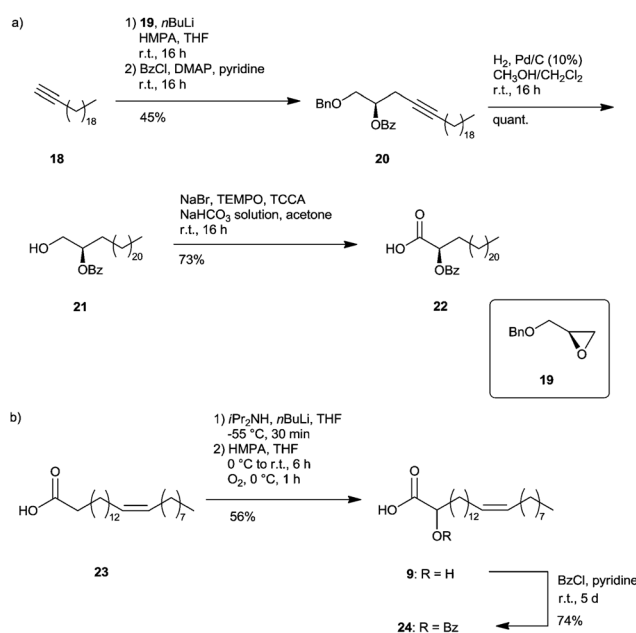 a)
1) 19, nBuLi
HMPA, THF
r.t., 16 h
2) BzCl, DMAP, pyridine
r.t., 16 h
45%
18
18
BnO
OBz
18
20
H2, Pd/C (10%)
CH3OH/CH2Cl2
r.t., 16 h
quant.
HO
OBz
20
21
NaBr, TEMPO, TCCA
NaHCO3 solution, acetone
r.t., 16 h
73%
O
HO
OBz
20
22
BnO
O
19
b)
O
HO
12
7
23
1) iPr2NH, nBuLi, THF
-55 °C, 30 min
2) HMPA, THF
0 °C to r.t., 6 h
O2, 0 °C, 1 h
56%
O
HO
OR
12
7
9: R = H
24: R = Bz
BzCl, pyridine
r.t., 5 d
74%